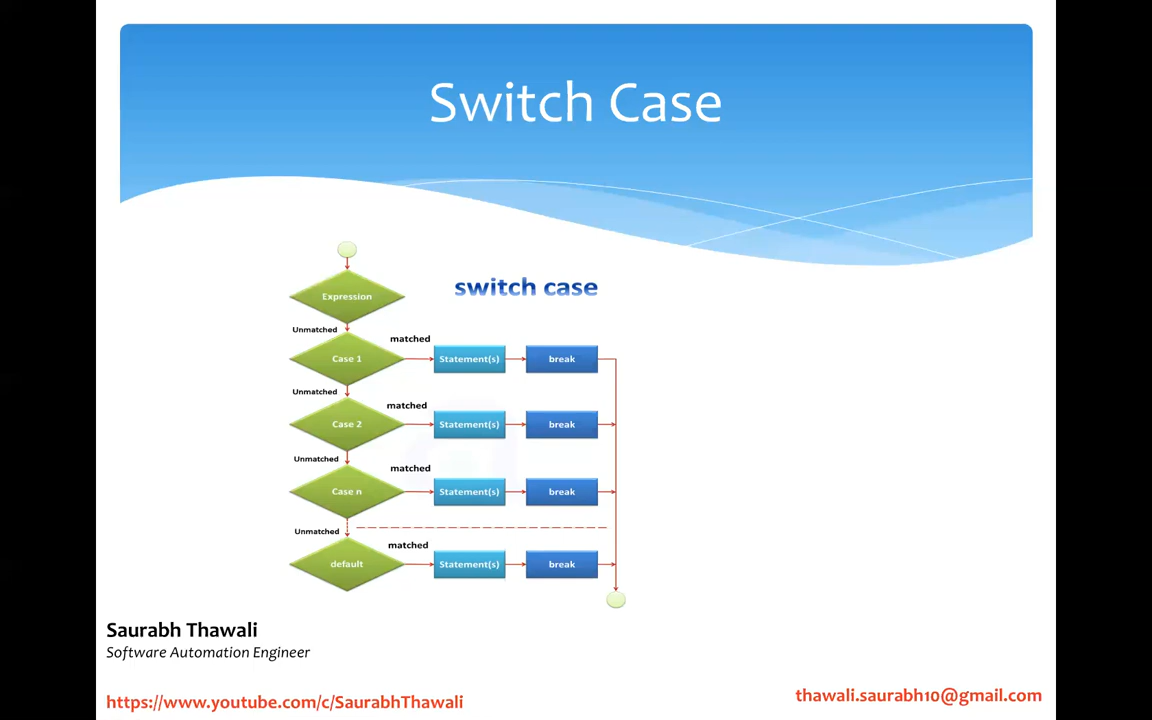 Switch Case
switch case
Expression
Unmatched
matched
Case 1
Statement(s)
break
Unmatched
matched
Case 2
Statement(s)
break
Unmatched
matched
Case n
Statement(s)
break
Unmatched
matched
default
Statement(s)
break
Saurabh Thawali
Software Automation Engineer
https://www.youtube.com/c/SaurabhThawali
thawali.saurabh10@gmail.com